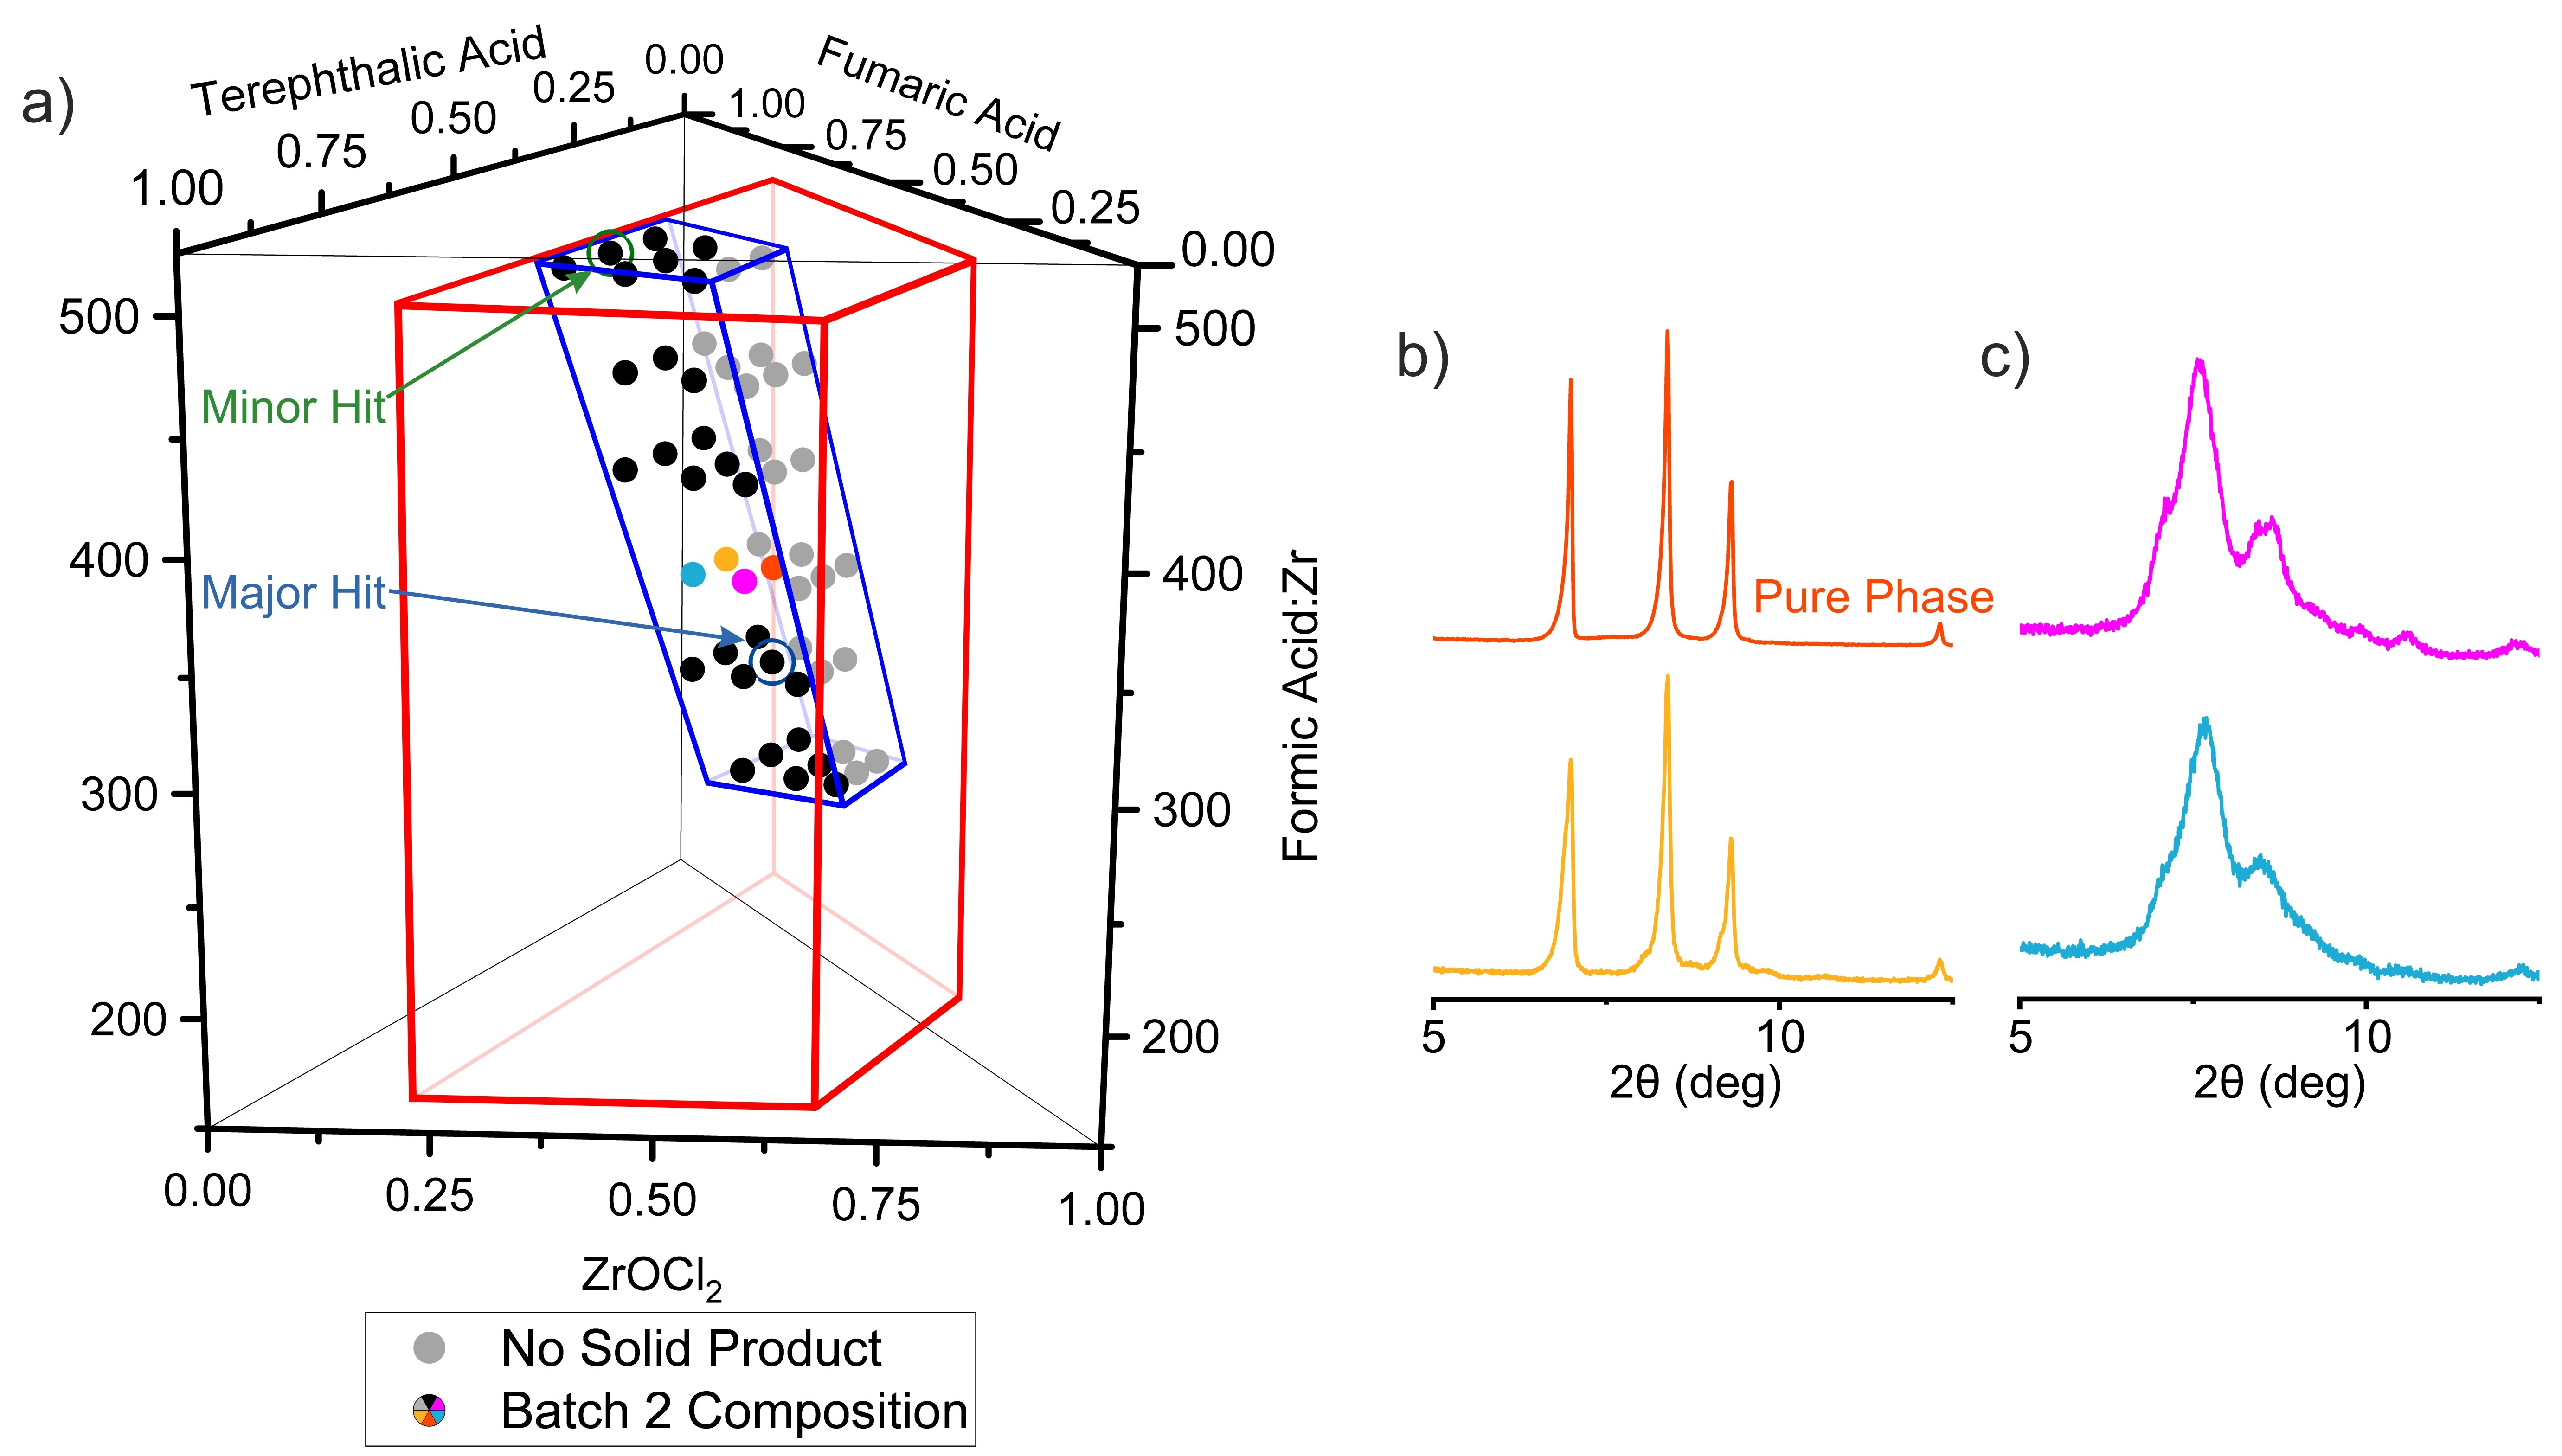 a)
Terephthalic Acid
Fumaric Acid
0.00
0.25
0.50
0.75
1.00
1.00
0.75
0.50
0.25
0.00
500
400
300
200
500
400
300
200
Formic Acid:Zr
Minor Hit
Major Hit
0.00
0.25
0.50
0.75
1.00
ZrOCl₂
No Solid Product
Batch 2 Composition
b)
Pure Phase
5
10
2θ (deg)
c)
5
10
2θ (deg)